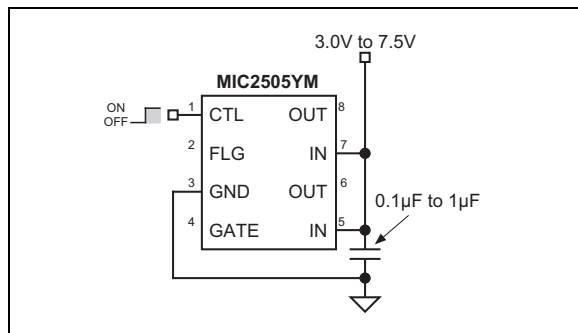 3.0V to 7.5V
MIC2505YM
ON
OFF
1 CTL OUT 8
2 FLG IN 7
3 GND OUT 6
4 GATE IN 5
0.1µF to 1µF